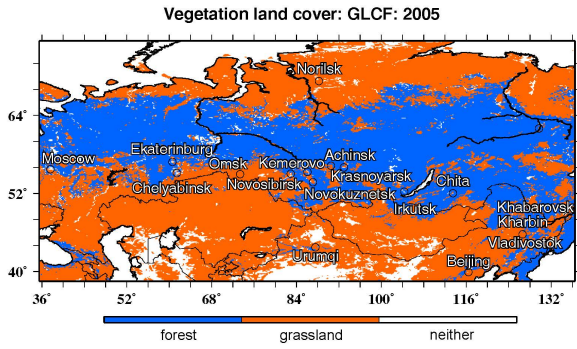 Vegetation land cover: GLCF: 2005
Norilsk
64°
Moscow
Ekaterinburg
Chelyabinsk
Omsk
Kemerovo
Achinsk
Novosibirsk
Krasnoyarsk
Novokuznetsk
Irkutsk
Chita
52°
Khabarovsk
Kharbin
Vladivostok
Urumqi
Beijing
40°
36° 52° 68° 84° 100° 116° 132°
forest grassland neither